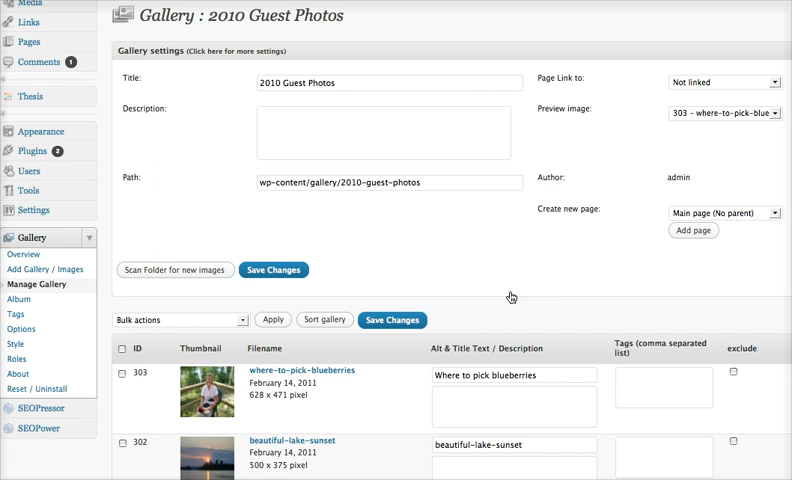 Media
Links
Pages
Comments 1
Thesis
Appearance
Plugins 2
Users
Tools
Settings
Gallery
Overview
Add Gallery / Images
Manage Gallery
Album
Tags
Options
Style
Roles
About
Reset / Uninstall
SEOPressor
SEOPower
Gallery : 2010 Guest Photos
Gallery settings (Click here for more settings)
Title: 2010 Guest Photos Page Link to: Not linked
Description: Preview image: 303 - where-to-pick-blue
Path: wp-content/gallery/2010-guest-photos Author: admin
Create new page: Main page (No parent)
Add page
Scan Folder for new images Save Changes
Bulk actions Apply Sort gallery Save Changes
ID Thumbnail Filename Alt & Title Text / Description Tags (comma separated list) exclude
303 where-to-pick-blueberries Where to pick blueberries
February 14, 2011
628 x 471 pixel
302 beautiful-lake-sunset beautiful-lake-sunset
February 14, 2011
500 x 375 pixel